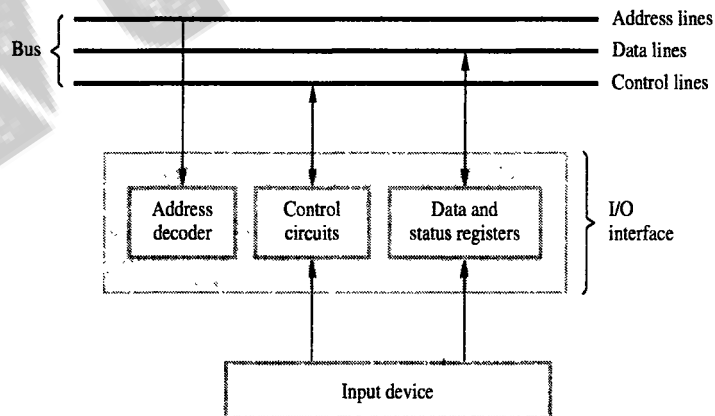 Address lines
Bus
Data lines
Control lines
Address
decoder
Control
circuits
Data and
status registers
I/O
interface
Input device